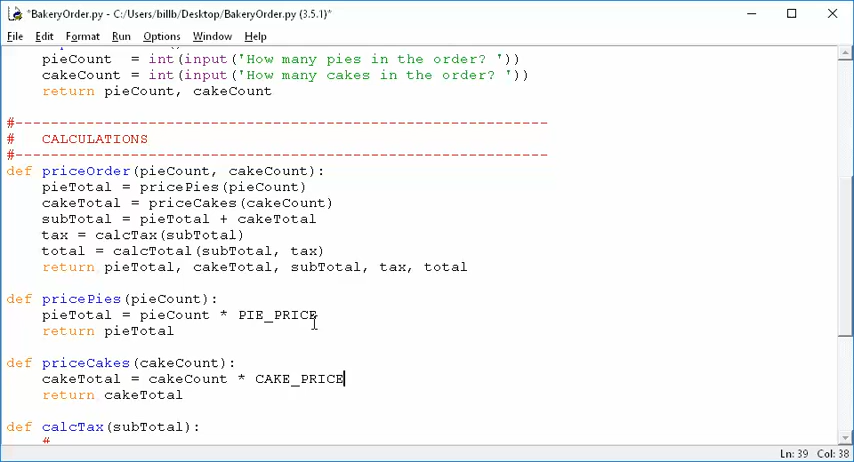 *BakeryOrder.py - C:/Users/billb/Desktop/BakeryOrder.py (3.5.1)*
File Edit Format Run Options Window Help
pieCount  = int(input('How many pies in the order? '))
cakeCount = int(input('How many cakes in the order? '))
return pieCount, cakeCount
#------------------------------------------------------------
#   CALCULATIONS
#------------------------------------------------------------
def priceOrder(pieCount, cakeCount):
    pieTotal = pricePies(pieCount)
    cakeTotal = priceCakes(cakeCount)
    subTotal = pieTotal + cakeTotal
    tax = calcTax(subTotal)
    total = calcTotal(subTotal, tax)
    return pieTotal, cakeTotal, subTotal, tax, total
def pricePies(pieCount):
    pieTotal = pieCount * PIE_PRICE
    return pieTotal
def priceCakes(cakeCount):
    cakeTotal = cakeCount * CAKE_PRICE
    return cakeTotal
def calcTax(subTotal):
    #
Ln: 39 Col: 38